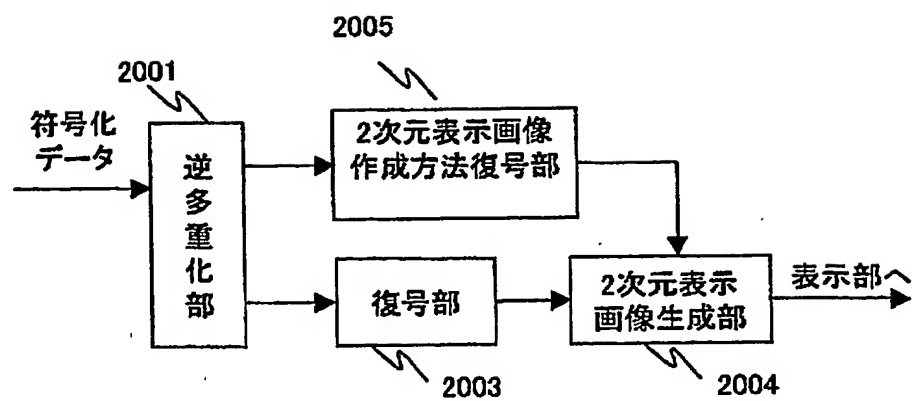 2005
2001
符号化
データ
2次元表示画像
作成方法復号部
逆多重化部
復号部
2次元表示
画像生成部
表示部へ
2003
2004